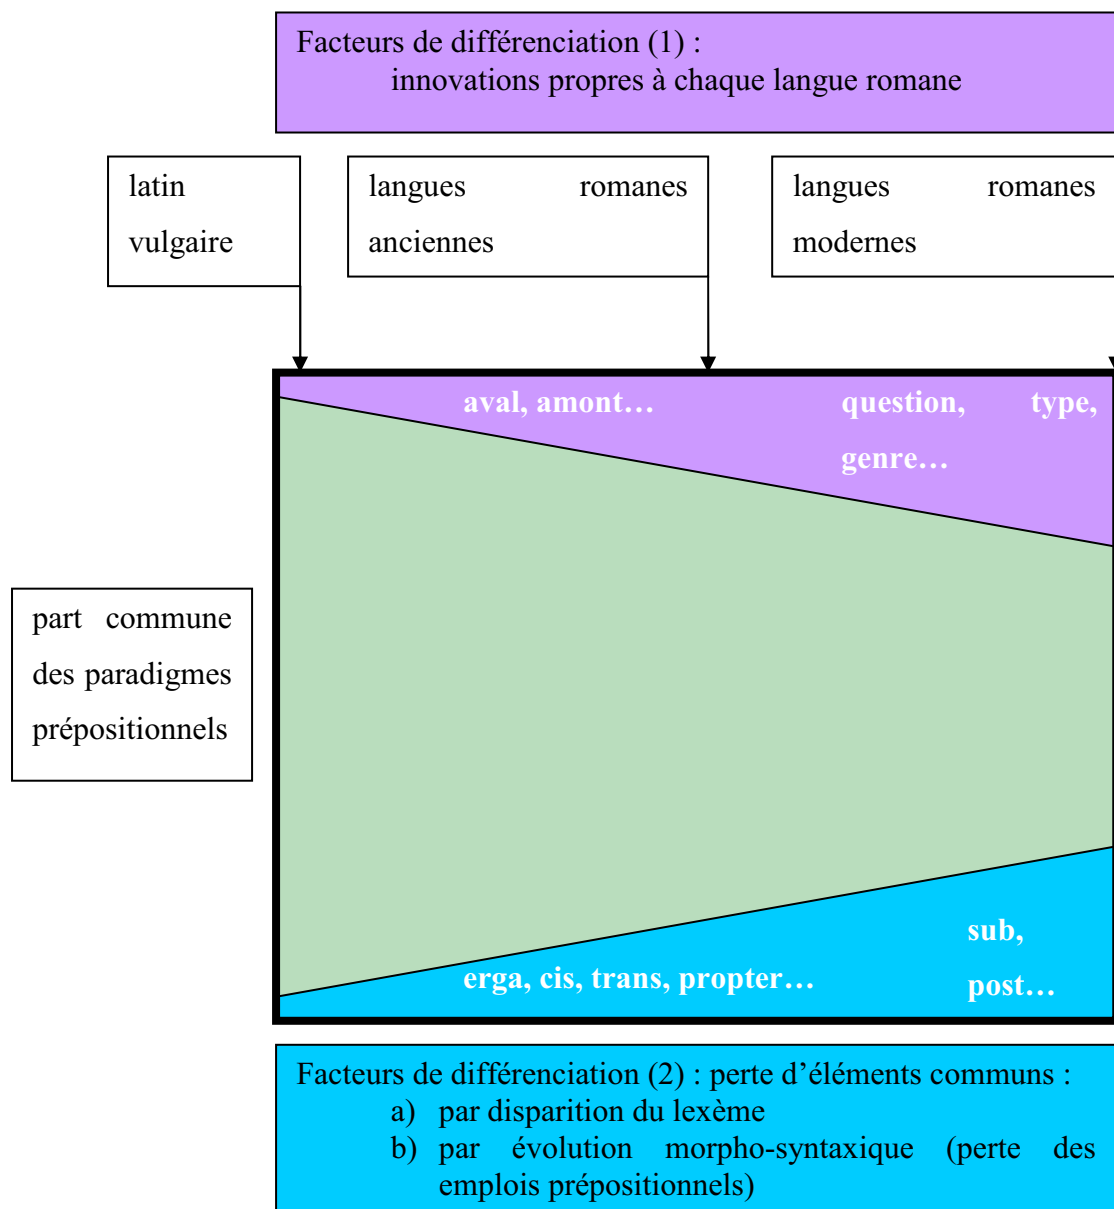 Facteurs de différenciation (1) :
innovations propres à chaque langue romane
latin
vulgaire
langues romanes
anciennes
langues romanes
modernes
aval, amont…
question, type,
genre…
part commune
des paradigmes
prépositionnels
sub,
post…
erga, cis, trans, propter…
Facteurs de différenciation (2) : perte d’éléments communs :
a) par disparition du lexème
b) par évolution morpho-syntaxique (perte des
emplois prépositionnels)